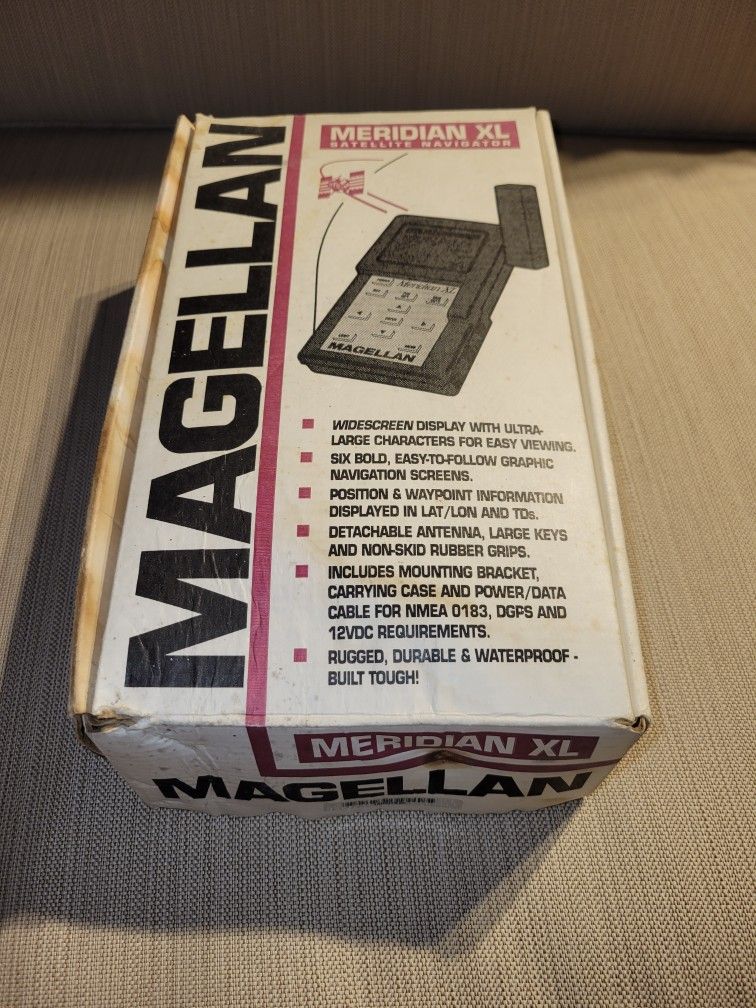 MAGELLAN
MERIDIAN XL
SATELLITE NAVIGATOR
Meridian XL
MAGELLAN
WIDESCREEN DISPLAY WITH ULTRA-
LARGE CHARACTERS FOR EASY VIEWING.
SIX BOLD, EASY-TO-FOLLOW GRAPHIC
NAVIGATION SCREENS.
POSITION & WAYPOINT INFORMATION
DISPLAYED IN LAT/LON AND TDs.
DETACHABLE ANTENNA, LARGE KEYS
AND NON-SKID RUBBER GRIPS.
INCLUDES MOUNTING BRACKET,
CARRYING CASE AND POWER/DATA
CABLE FOR NMEA 0183, DGPS AND
12VDC REQUIREMENTS.
RUGGED, DURABLE & WATERPROOF -
BUILT TOUGH!
MERIDIAN XL
MAGELLAN